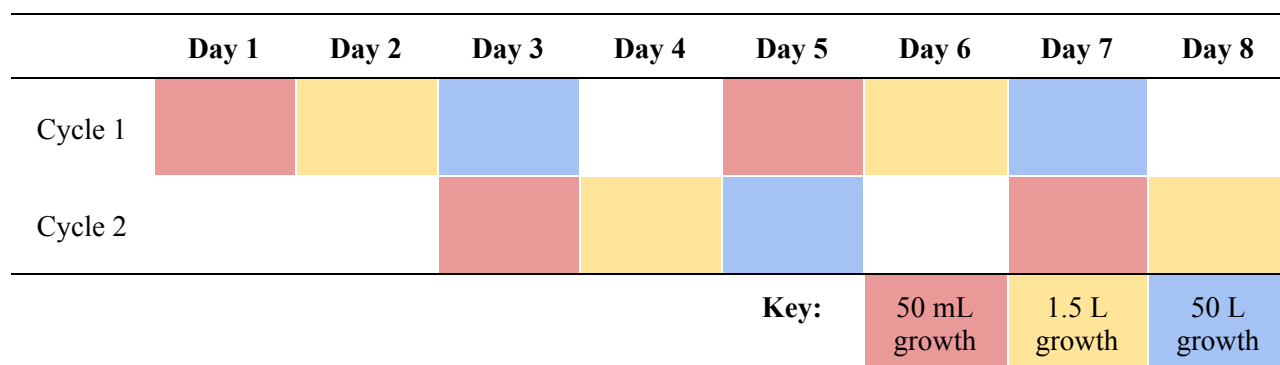 Day 1 Day 2 Day 3 Day 4 Day 5 Day 6 Day 7 Day 8
Cycle 1
Cycle 2
Key: 50 mL 1.5 L 50 L
growth growth growth